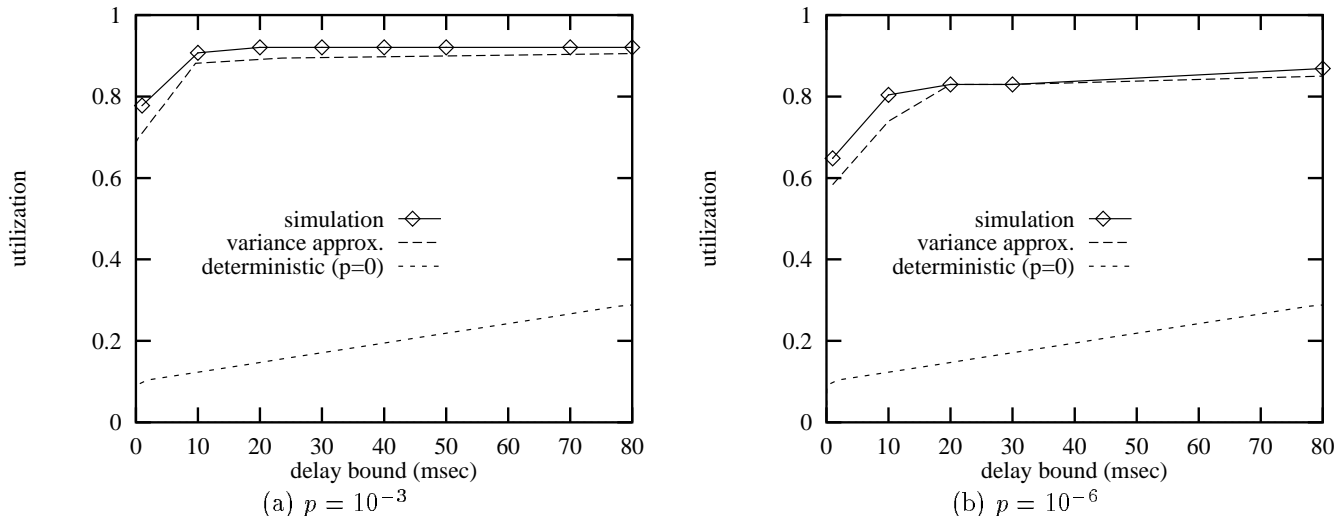 1
0.8
0.6
0.4
0.2
0
utilization
simulation
variance approx.
deterministic (p=0)
0 10 20 30 40 50 60 70 80
delay bound (msec)
(a) p = 10⁻³
1
0.8
0.6
0.4
0.2
0
utilization
simulation
variance approx.
deterministic (p=0)
0 10 20 30 40 50 60 70 80
delay bound (msec)
(b) p = 10⁻⁶